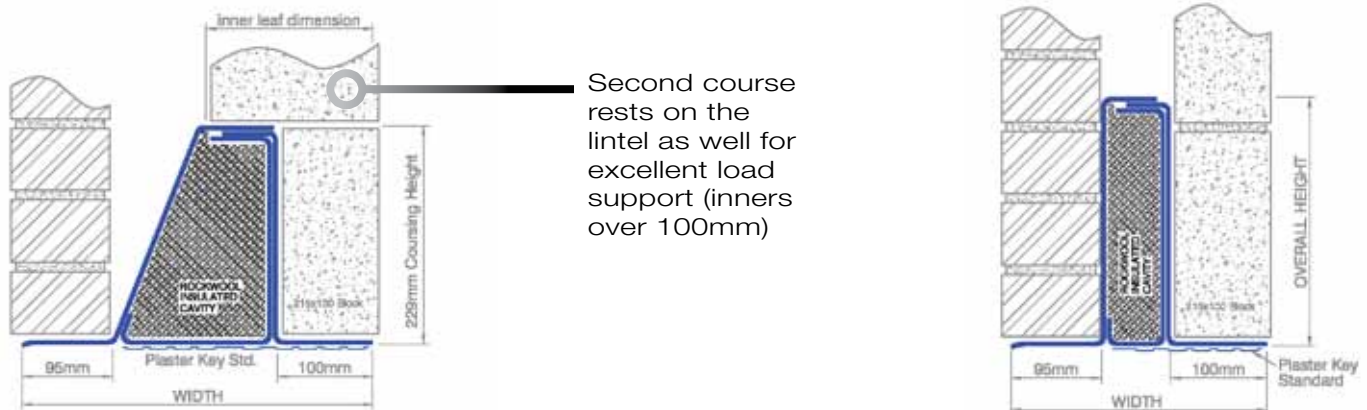 inner leaf dimension
Second course
rests on the
lintel as well for
excellent load
support (inners
over 100mm)
229mm Coursing Height
ROCKWOOL
INSULATED
CAVITY
Block
Plaster Key Std.
95mm
100mm
WIDTH
OVERALL HEIGHT
ROCKWOOL
INSULATED
CAVITY
Block
95mm
100mm
Plaster Key
Standard
WIDTH